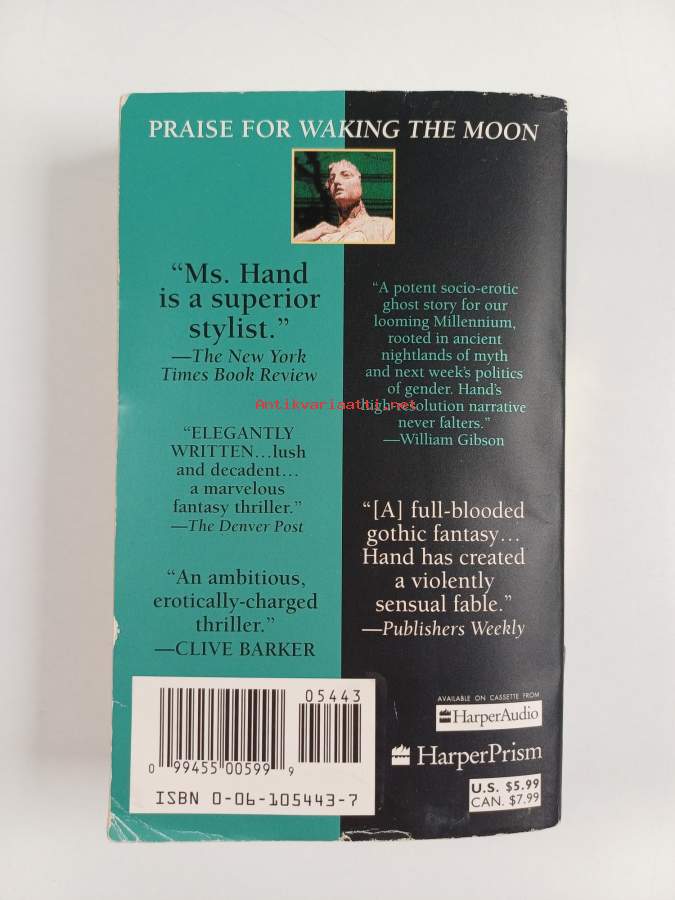 PRAISE FOR WAKING THE MOON
“Ms. Hand
is a superior
stylist.”
—The New York
Times Book Review
“ELEGANTLY
WRITTEN...lush
and decadent...
a marvelous
fantasy thriller.”
—The Denver Post
“An ambitious,
erotically-charged
thriller.”
—CLIVE BARKER
“A potent socio-erotic
ghost story for our
looming Millennium,
rooted in ancient
nightlands of myth
and next week’s politics
of gender. Hand’s
high-resolution narrative
never falters.”
—William Gibson
“[A] full-blooded
gothic fantasy...
Hand has created
a violently
sensual fable.”
—Publishers Weekly
Antikvariaatti.net
05443
0 99455 00599 9
ISBN 0-06-105443-7
AVAILABLE ON CASSETTE FROM
HarperAudio
HarperPrism
U.S. $5.99
CAN. $7.99